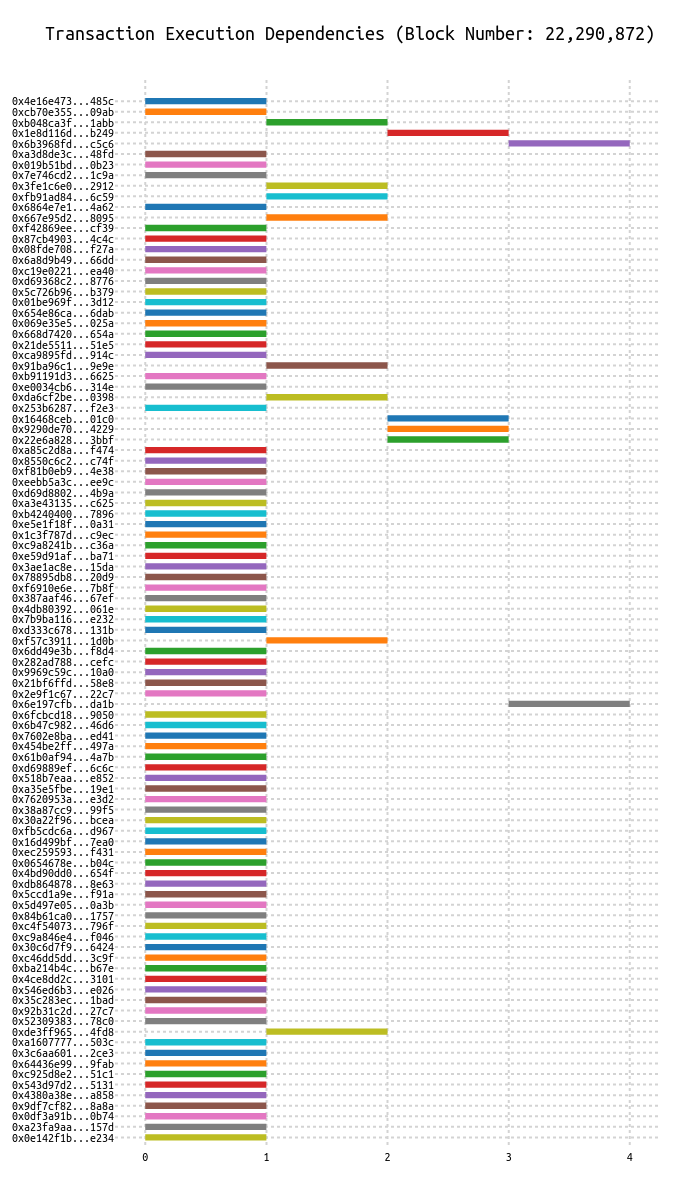 Transaction Execution Dependencies (Block Number: 22,290,872)
0x4e16e473...485c
0xcb70e355...09ab
0xb048ca3f...1abb
0x1e8d116d...b249
0x6b3968fd...c5c6
0xa3d8de3c...48fd
0x019b51bd...0b23
0x7e746cd2...1c9a
0x3fe1c6e0...2912
0xfb91ad84...6c59
0x6864e7e1...4a62
0x667e95d2...8095
0xf42869ee...cf39
0x87cb4903...4c4c
0x08fde708...f27a
0x6a8d9b49...66dd
0xc19e0221...ea40
0xd69368c2...8776
0x5c726b96...b379
0x01be969f...3d12
0x654e86ca...6dab
0x069e35e5...025a
0x668d7420...654a
0x21de5511...51e5
0xca9895fd...914c
0x91ba96c1...9e9e
0xb91191d3...6625
0xe0034cb6...314e
0xda6cf2be...0398
0x253b6287...f2e3
0x16468ceb...01c0
0x9290de70...4229
0x22e6a828...3bbf
0xa85c2d8a...f474
0x8550c6c2...c74f
0xf81b0eb9...4e38
0xeebb5a3c...ee9c
0xd69d8802...4b9a
0xa3e43135...c625
0xb4240400...7896
0xe5e1f18f...0a31
0x1c3f787d...c9ec
0xc9a8241b...c36a
0xe59d91af...ba71
0x3ae1ac8e...15da
0x78895db8...20d9
0xf6910e6e...7b8f
0x387aaf46...67ef
0x4db80392...061e
0x7b9ba116...e232
0xd333c678...131b
0xf57c3911...1d0b
0x6dd49e3b...f8d4
0x282ad788...cefc
0x9969c59c...10a0
0x21bf6ffd...58e8
0x2e9f1c67...22c7
0x6e197cfb...da1b
0x6fcbcd18...9050
0x6b47c982...46d6
0x7602e8ba...ed41
0x454be2ff...497a
0x61b0af94...4a7b
0xd69889ef...6c6c
0x518b7eaa...e852
0xa35e5fbe...19e1
0x7620953a...e3d2
0x38a87cc9...99f5
0x30a22f96...bcea
0xfb5cdc6a...d967
0x16d499bf...7ea0
0xec259593...f431
0x0654678e...b04c
0x4bd90dd0...654f
0xdb864878...8e63
0x5ccd1a9e...f91a
0x5d497e05...0a3b
0x84b61ca0...1757
0xc4f54073...796f
0xc9a846e4...f046
0x30c6d7f9...6424
0xc46dd5dd...3c9f
0xba214b4c...b67e
0x4ce8dd2c...3101
0x546ed6b3...e026
0x35c283ec...1bad
0x92b31c2d...27c7
0x52309383...78c0
0xde3ff965...4fd8
0xa1607777...503c
0x3c6aa601...2ce3
0x64436e99...9fab
0xc925d8e2...51c1
0x543d97d2...5131
0x4380a38e...a858
0x9df7cf82...8a8a
0x0df3a91b...0b74
0xa23fa9aa...157d
0x0e142f1b...e234
0 1 2 3 4